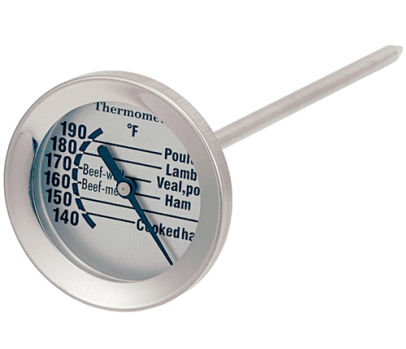 Thermome
°F
190
180 Poul
170 Lamb
Beef-w
160 Veal,po
Beef-me
150 Ham
140 Cooked ha